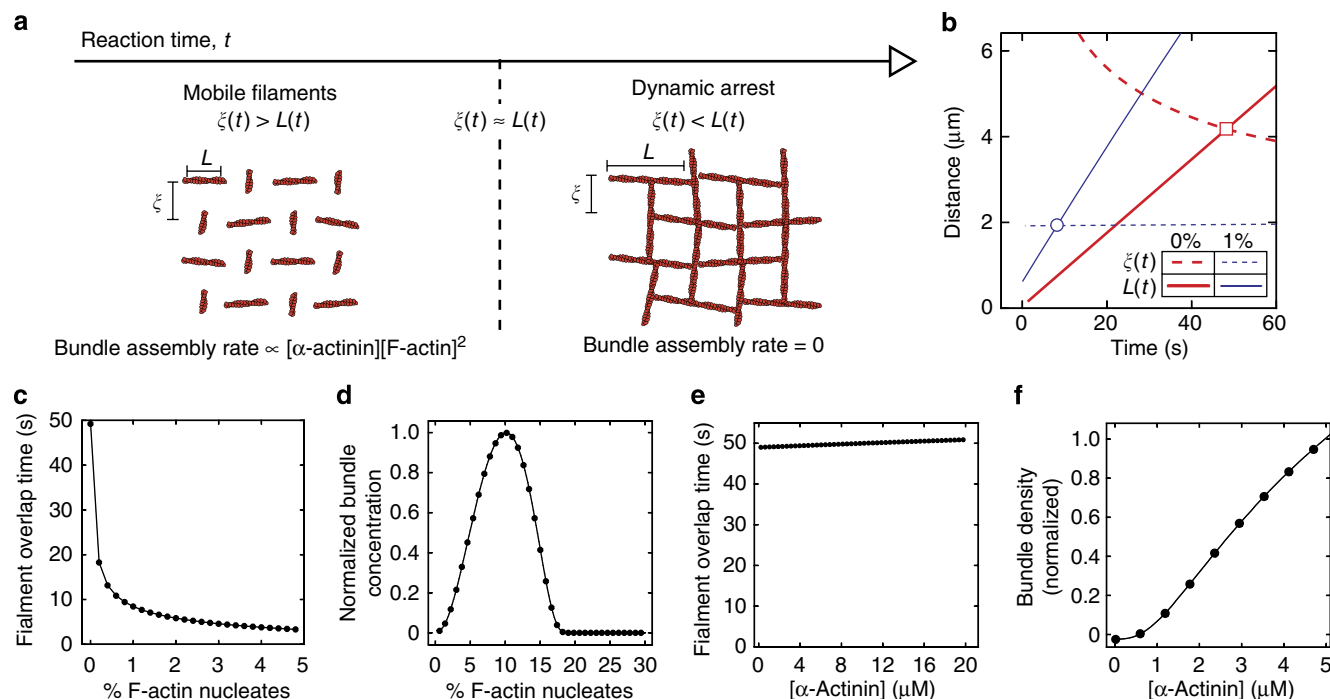 a
Reaction time, t
Mobile filaments
ξ(t) > L(t)
ξ(t) ≈ L(t)
Dynamic arrest
ξ(t) < L(t)
L
ξ
L
ξ
Bundle assembly rate ∝ [α-actinin][F-actin]²
Bundle assembly rate = 0
b
Distance (μm)
6
4
2
0
0 20 40 60
Time (s)
0% 1%
ξ(t)
L(t)
c
Fialment overlap time (s)
50
40
30
20
10
0
0 1 2 3 4 5
% F-actin nucleates
d
Normalized bundle
concentration
1.0
0.8
0.6
0.4
0.2
0
0 5 10 15 20 25 30
% F-actin nucleates
e
Fialment overlap time (s)
60
50
40
30
20
10
0
0 4 8 12 16 20
[α-Actinin] (μM)
f
Bundle density
(normalized)
1.0
0.8
0.6
0.4
0.2
0.0
0 1 2 3 4 5
[α-Actinin] (μM)